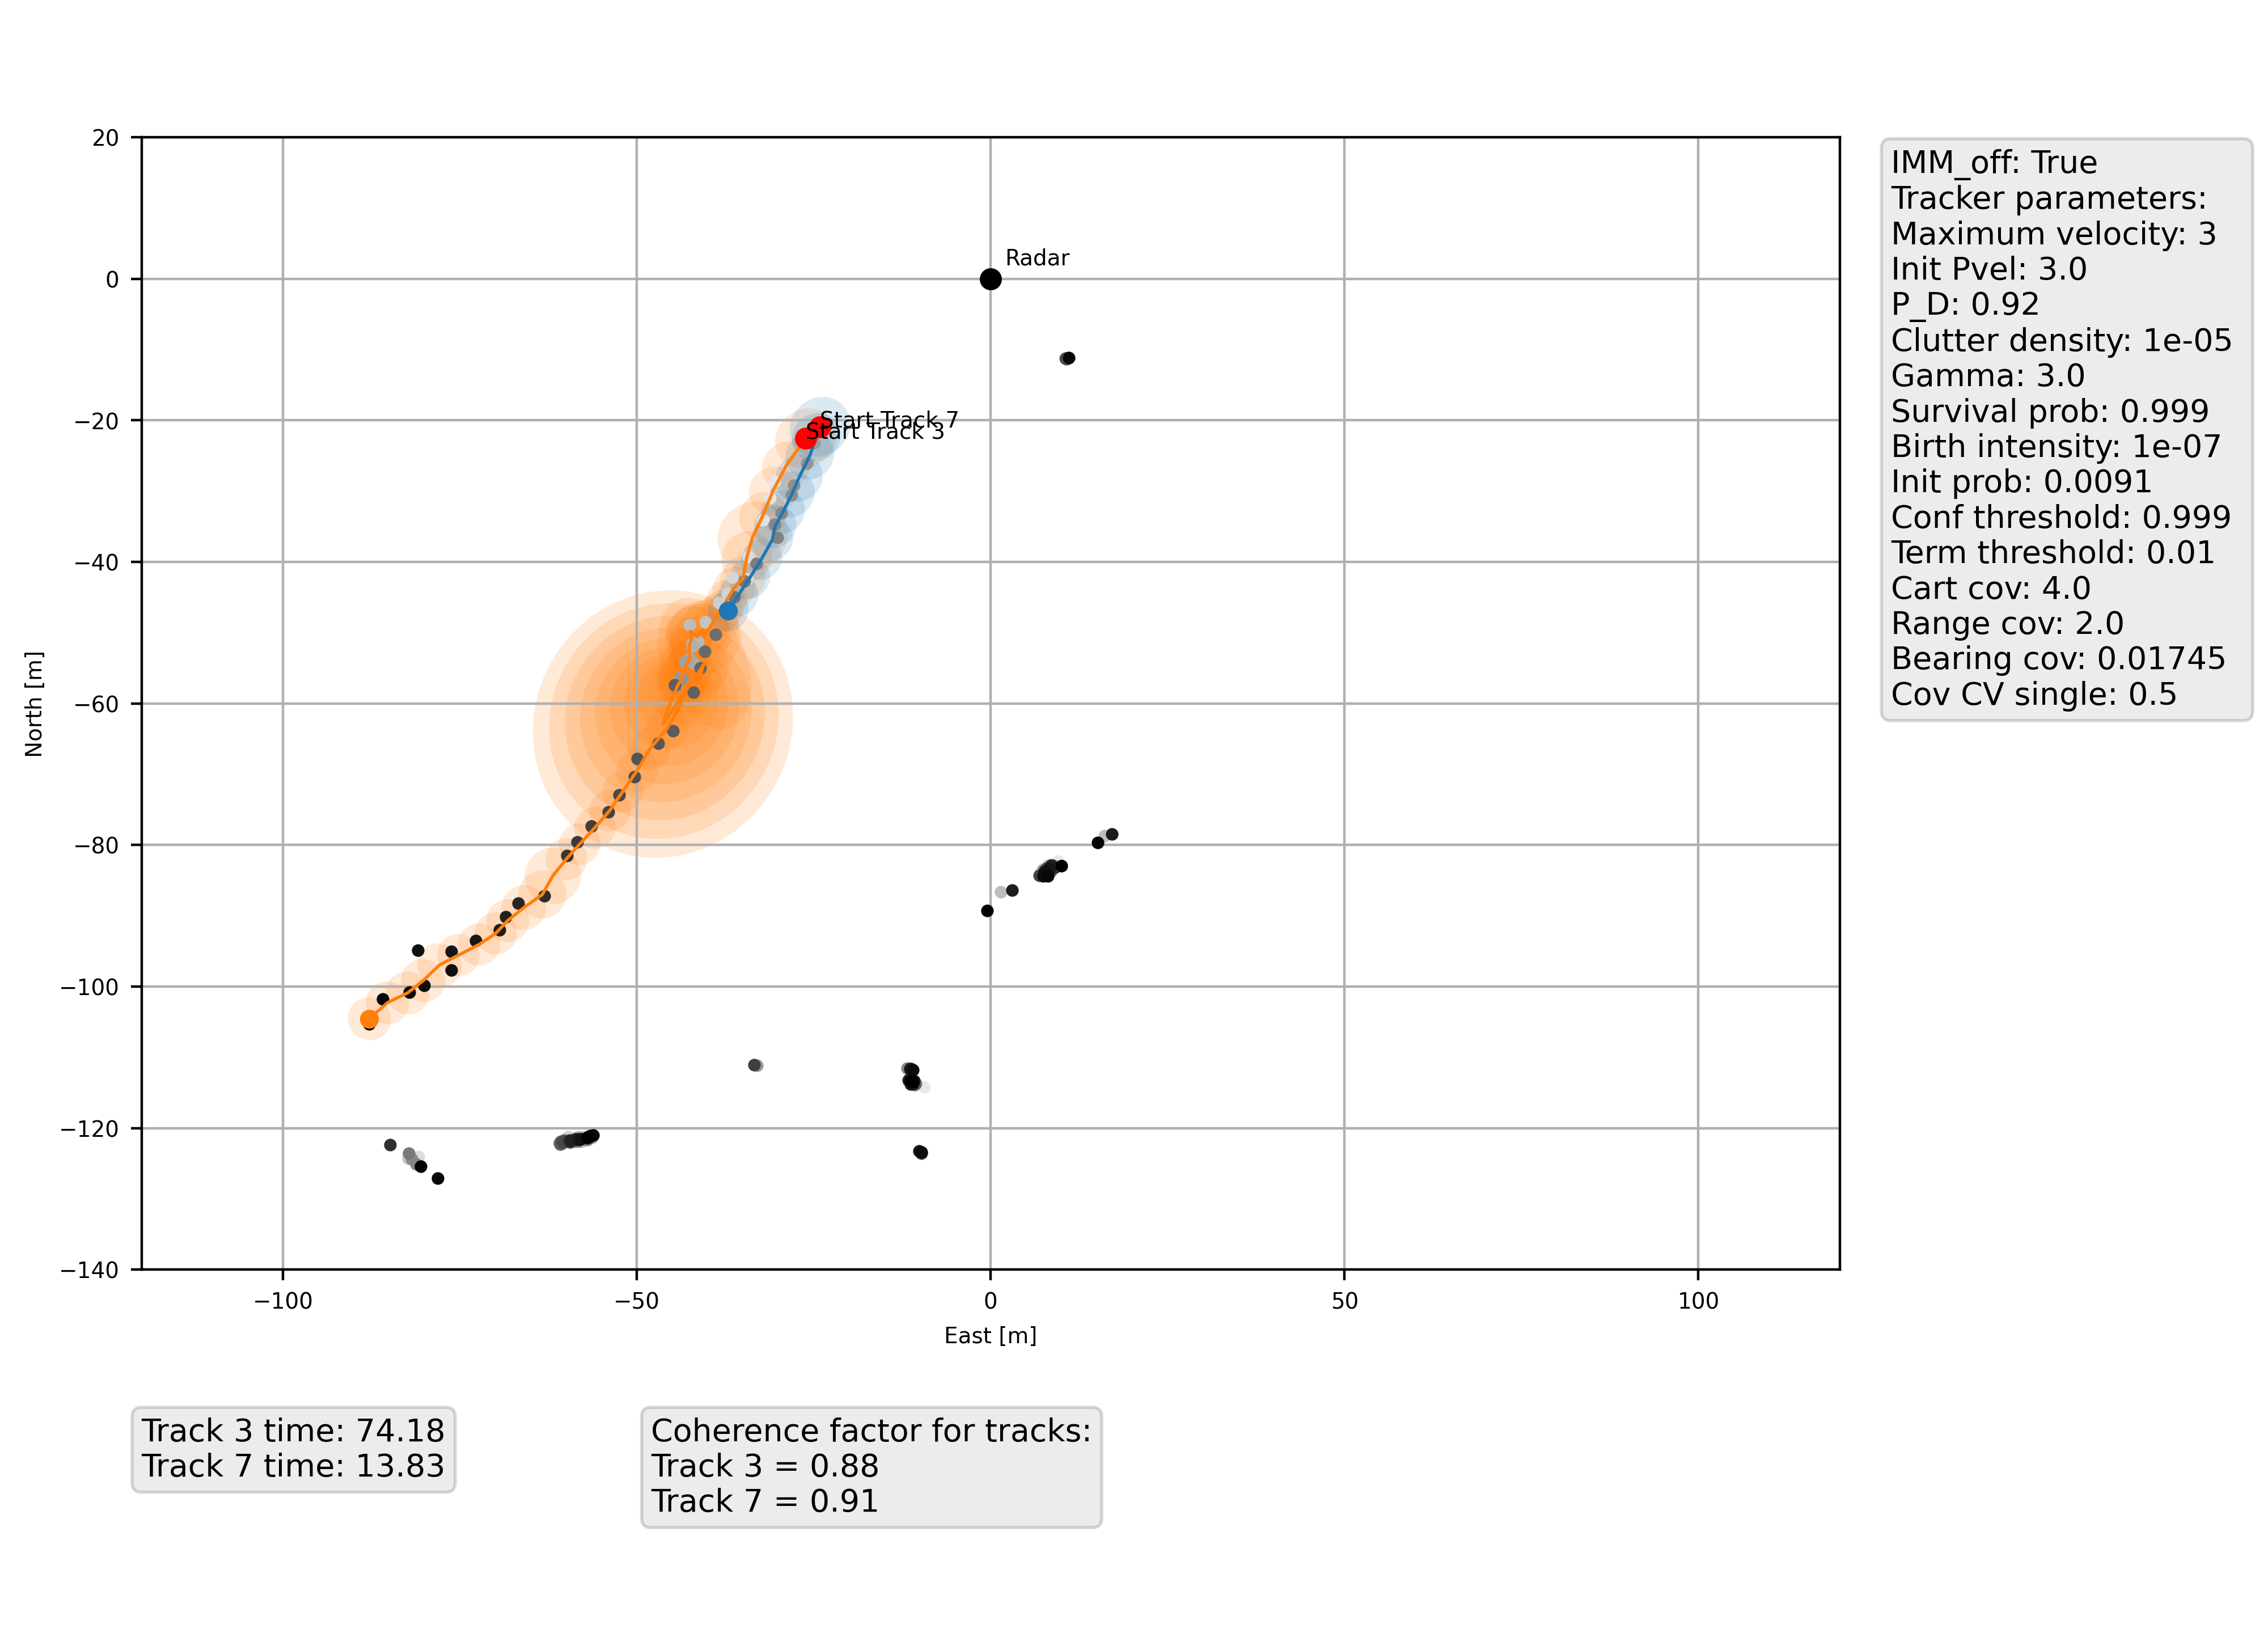 20
0
−20
−40
−60
−80
−100
−120
−140
North [m]
Radar
Start Track 7
Start Track 3
−100
−50
0
50
100
East [m]
IMM_off: True
Tracker parameters:
Maximum velocity: 3
Init Pvel: 3.0
P_D: 0.92
Clutter density: 1e-05
Gamma: 3.0
Survival prob: 0.999
Birth intensity: 1e-07
Init prob: 0.0091
Conf threshold: 0.999
Term threshold: 0.01
Cart cov: 4.0
Range cov: 2.0
Bearing cov: 0.01745
Cov CV single: 0.5
Track 3 time: 74.18
Track 7 time: 13.83
Coherence factor for tracks:
Track 3 = 0.88
Track 7 = 0.91